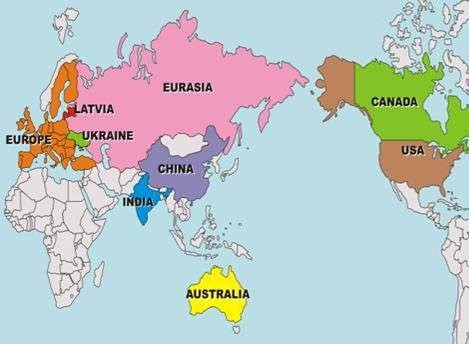 EURASIA
CANADA
LATVIA
UKRAINE
EUROPE
USA
CHINA
INDIA
AUSTRALIA